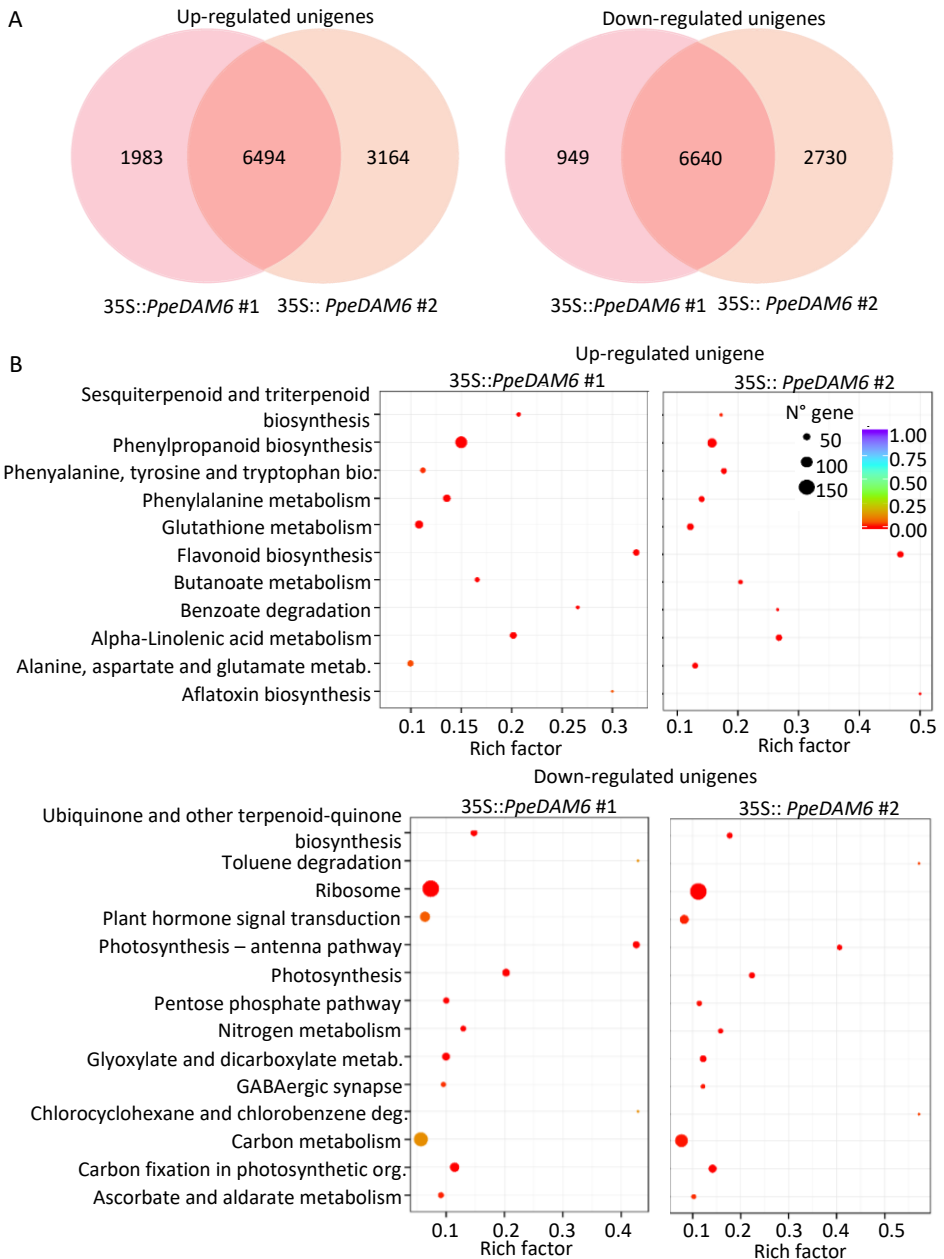 A
Up-regulated unigenes
Down-regulated unigenes
1983
6494
3164
949
6640
2730
35S::PpeDAM6 #1
35S:: PpeDAM6 #2
35S::PpeDAM6 #1
35S:: PpeDAM6 #2
B
Up-regulated unigene
35S::PpeDAM6 #1
35S:: PpeDAM6 #2
Sesquiterpenoid and triterpenoid
biosynthesis
Phenylpropanoid biosynthesis
Phenyalanine, tyrosine and tryptophan bio.
Phenylalanine metabolism
Glutathione metabolism
Flavonoid biosynthesis
Butanoate metabolism
Benzoate degradation
Alpha-Linolenic acid metabolism
Alanine, aspartate and glutamate metab.
Aflatoxin biosynthesis
N° gene
50
100
150
1.00
0.75
0.50
0.25
0.00
0.1 0.15 0.2 0.25 0.3
Rich factor
0.1 0.2 0.3 0.4 0.5
Rich factor
Down-regulated unigenes
35S::PpeDAM6 #1
35S:: PpeDAM6 #2
Ubiquinone and other terpenoid-quinone
biosynthesis
Toluene degradation
Ribosome
Plant hormone signal transduction
Photosynthesis – antenna pathway
Photosynthesis
Pentose phosphate pathway
Nitrogen metabolism
Glyoxylate and dicarboxylate metab.
GABAergic synapse
Chlorocyclohexane and chlorobenzene deg.
Carbon metabolism
Carbon fixation in photosynthetic org.
Ascorbate and aldarate metabolism
0.1 0.2 0.3 0.4
Rich factor
0.1 0.2 0.3 0.4 0.5
Rich factor